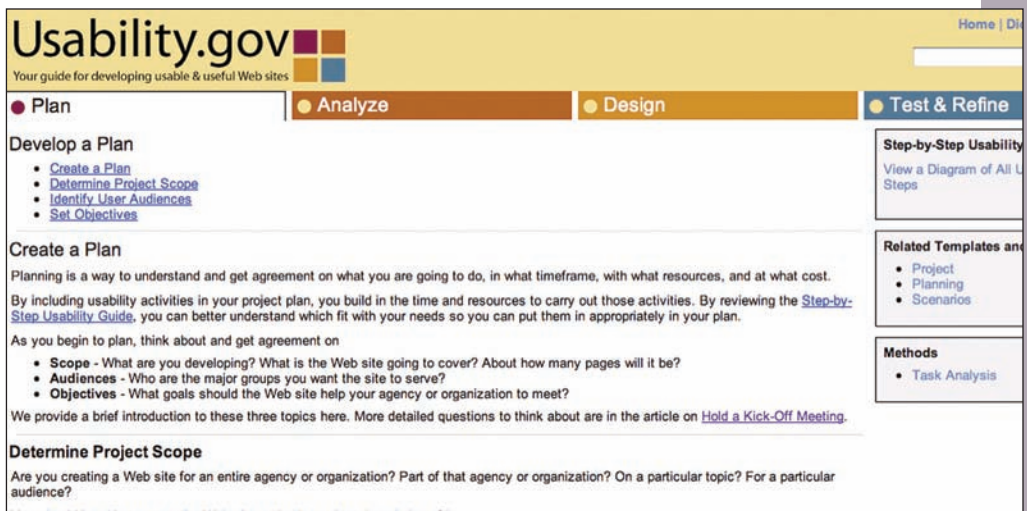 Usability.gov
Your guide for developing usable & useful Web sites
Home |
Plan
Analyze
Design
Test & Refine
Develop a Plan
• Create a Plan
• Determine Project Scope
• Identify User Audiences
• Set Objectives
Create a Plan
Planning is a way to understand and get agreement on what you are going to do, in what timeframe, with what resources, and at what cost.
By including usability activities in your project plan, you build in the time and resources to carry out those activities. By reviewing the Step-by-
Step Usability Guide, you can better understand which fit with your needs so you can put them in appropriately in your plan.
As you begin to plan, think about and get agreement on
• Scope - What are you developing? What is the Web site going to cover? About how many pages will it be?
• Audiences - Who are the major groups you want the site to serve?
• Objectives - What goals should the Web site help your agency or organization to meet?
We provide a brief introduction to these three topics here. More detailed questions to think about are in the article on Hold a Kick-Off Meeting.
Determine Project Scope
Are you creating a Web site for an entire agency or organization? Part of that agency or organization? On a particular topic? For a particular
audience?
Step-by-Step Usability
View a Diagram of All U
Steps
Related Templates and
• Project
• Planning
• Scenarios
Methods
• Task Analysis